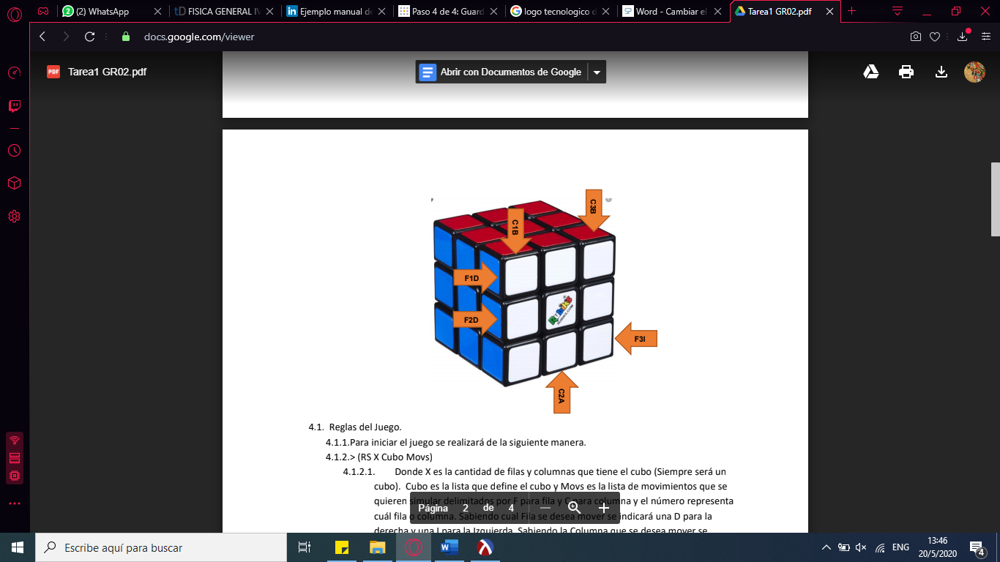 (2) WhatsApp
FISICA GENERAL IV
Ejemplo manual de
Paso 4 de 4: Guard
logo tecnologico d
Word - Cambiar el
Tarea1 GR02.pdf
docs.google.com/viewer
PDF
Tarea1 GR02.pdf
Abrir con Documentos de Google
C3B
C1B
F1D
F2D
RUBIKS.COM
F3I
C2A
4.1. Reglas del Juego.
4.1.1.Para iniciar el juego se realizará de la siguiente manera.
4.1.2.> (RS X Cubo Movs)
4.1.2.1. Donde X es la cantidad de filas y columnas que tiene el cubo (Siempre será un
cubo). Cubo es la lista que define el cubo y Movs es la lista de movimientos que se
quieren simular delimitados por F para fila y C para columna y el número representa
cuál fila o columna. Sabiendo cual Fila se desea mover se indicará una D para la
derecha y una I para la Izquierda. Sabiendo la Columna que se desea mover se
Página 2 de 4
Escribe aquí para buscar
ENG
13:46
20/5/2020
4